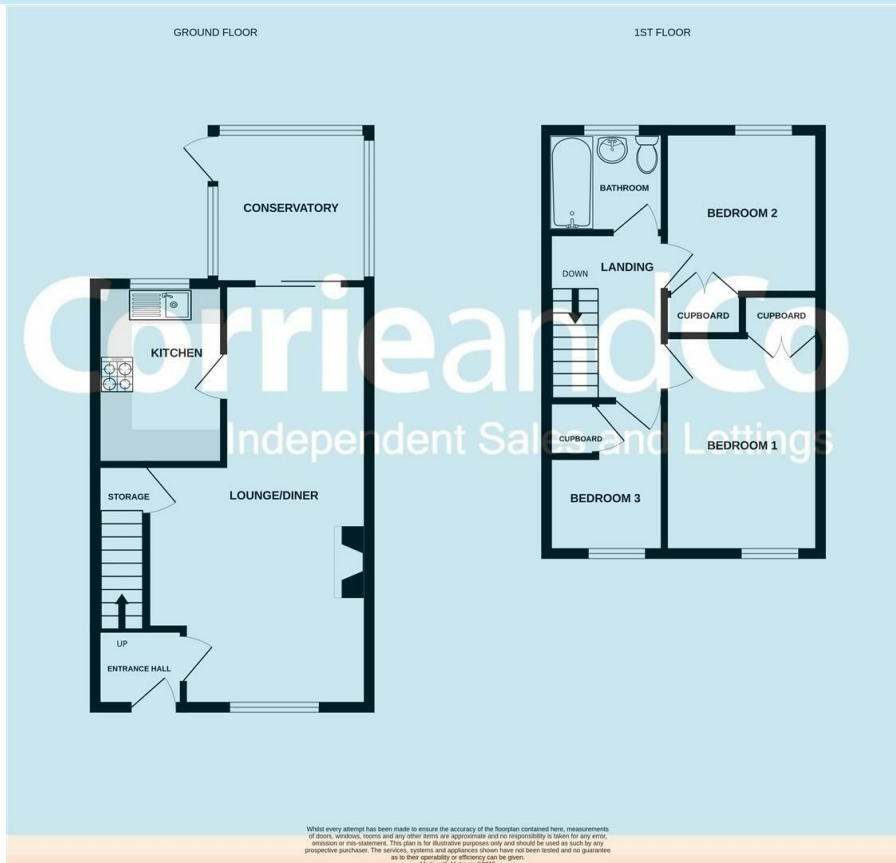 GROUND FLOOR
1ST FLOOR
CONSERVATORY
KITCHEN
STORAGE
LOUNGE/DINER
UP
ENTRANCE HALL
BATHROOM
BEDROOM 2
DOWN
LANDING
CUPBOARD
CUPBOARD
CUPBOARD
BEDROOM 1
BEDROOM 3
CorrieandCo
Independent Sales and Lettings
Whilst every attempt has been made to ensure the accuracy of the floorplan contained here, measurements
of doors, windows, rooms and any other items are approximate and no responsibility is taken for any error,
omission or mis-statement. This plan is for illustrative purposes only and should be used as such by any
prospective purchaser. The services, systems and appliances shown have not been tested and no guarantee
as to their operability or efficiency can be given.